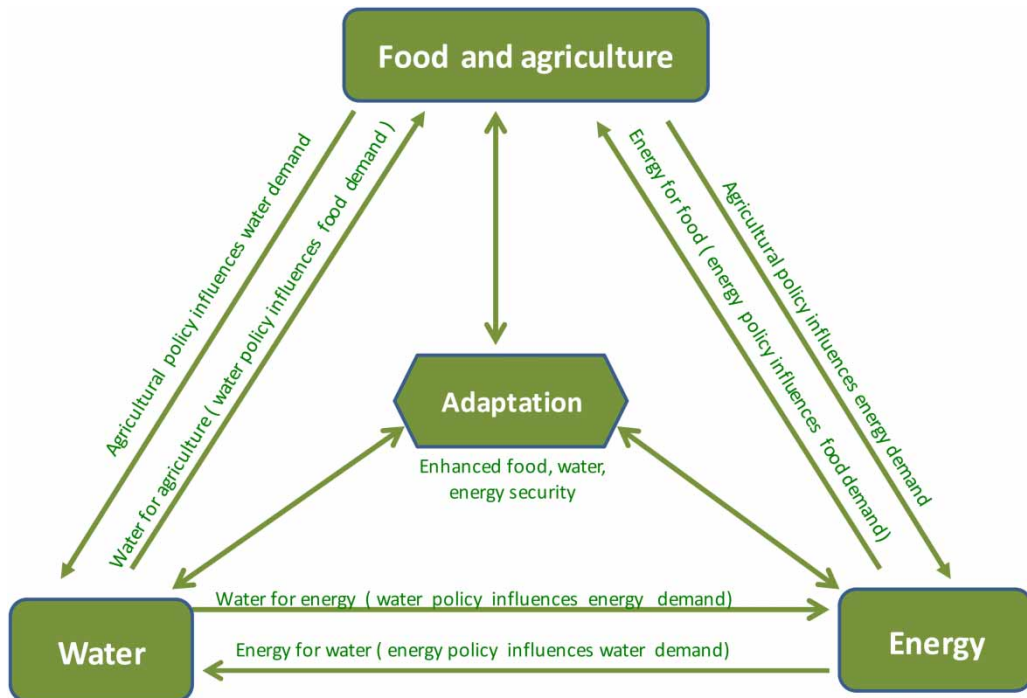 Food and agriculture
Agricultural policy influences water demand
Water for agriculture ( water policy influences food demand )
Energy for food ( energy policy influences food demand)
Agricultural policy influences energy demand
Adaptation
Enhanced food, water,
energy security
Water for energy ( water policy influences energy demand)
Water
Energy
Energy for water ( energy policy influences water demand)